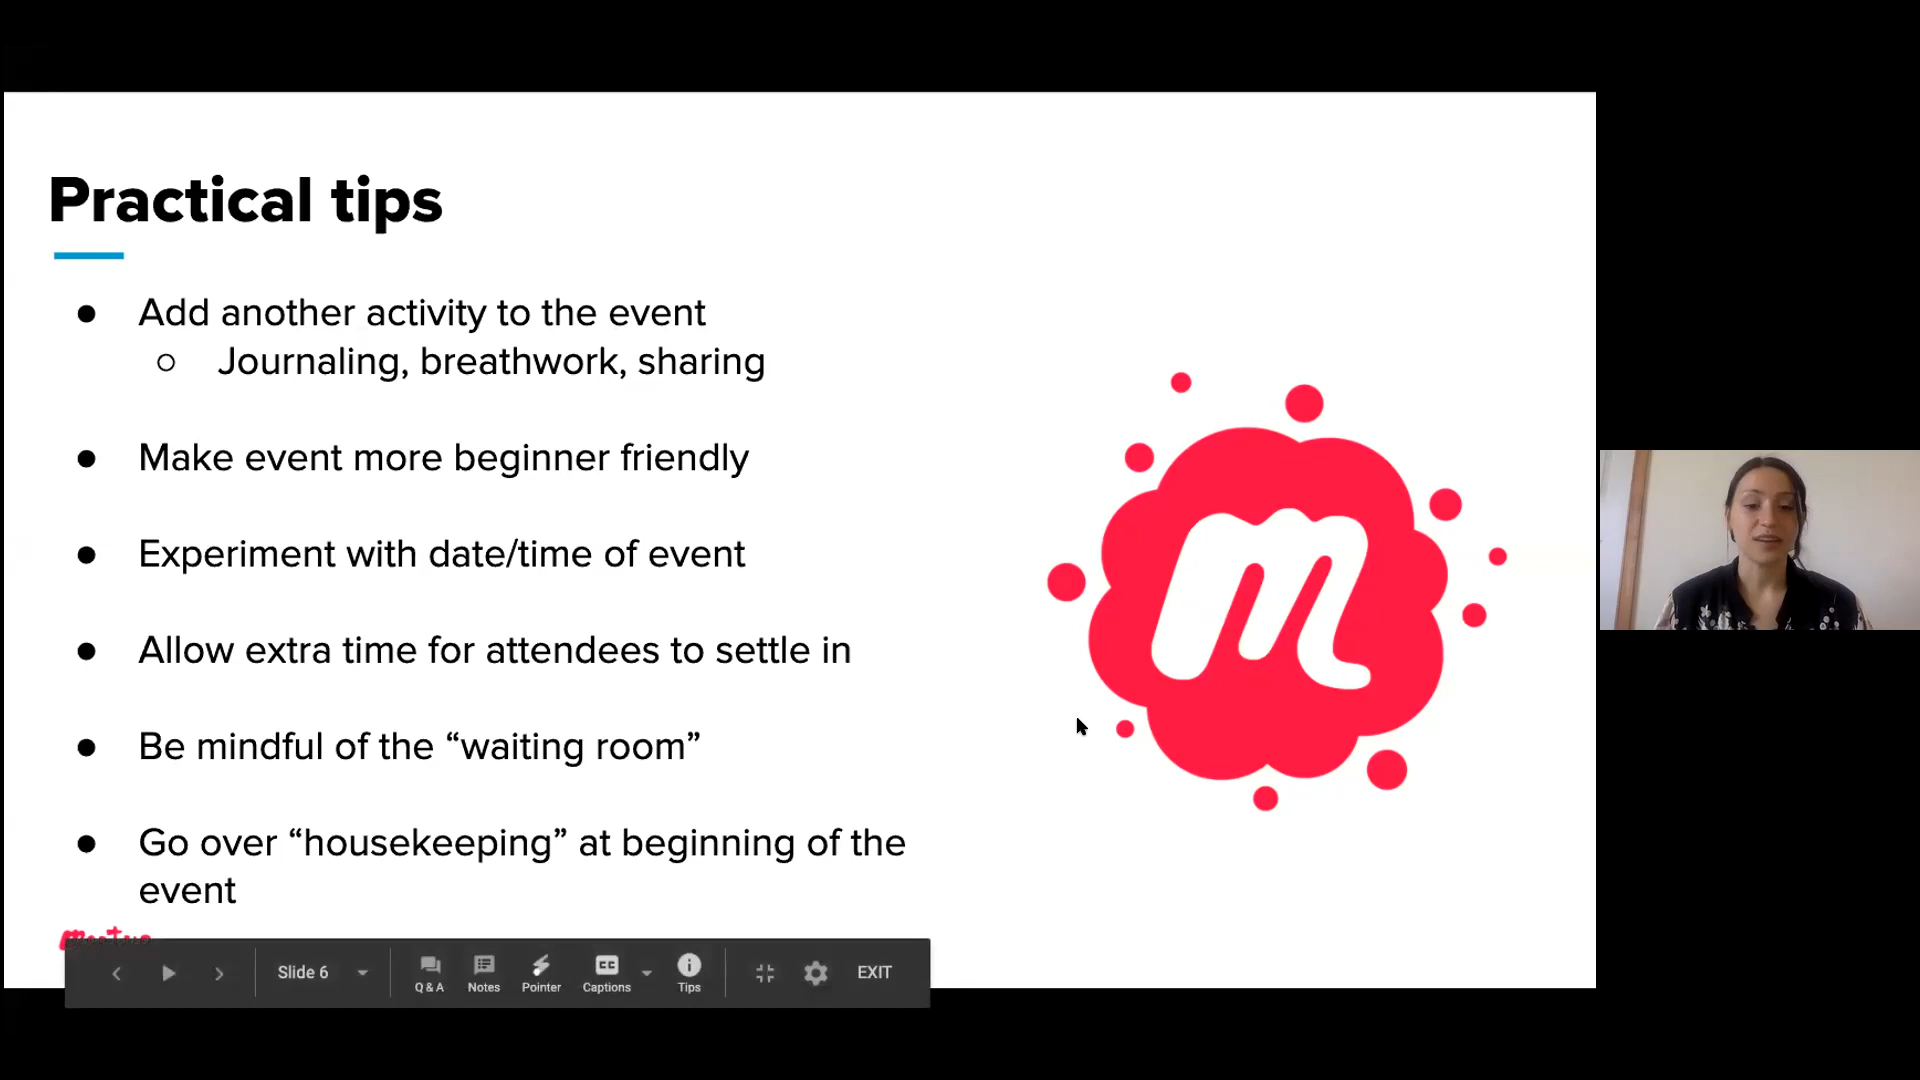 Practical tips
● Add another activity to the event
○ Journaling, breathwork, sharing
● Make event more beginner friendly
● Experiment with date/time of event
● Allow extra time for attendees to settle in
● Be mindful of the “waiting room”
● Go over “housekeeping” at beginning of the
event
m
Slide 6
Q & A
Notes
Pointer
CC
Captions
Tips
EXIT